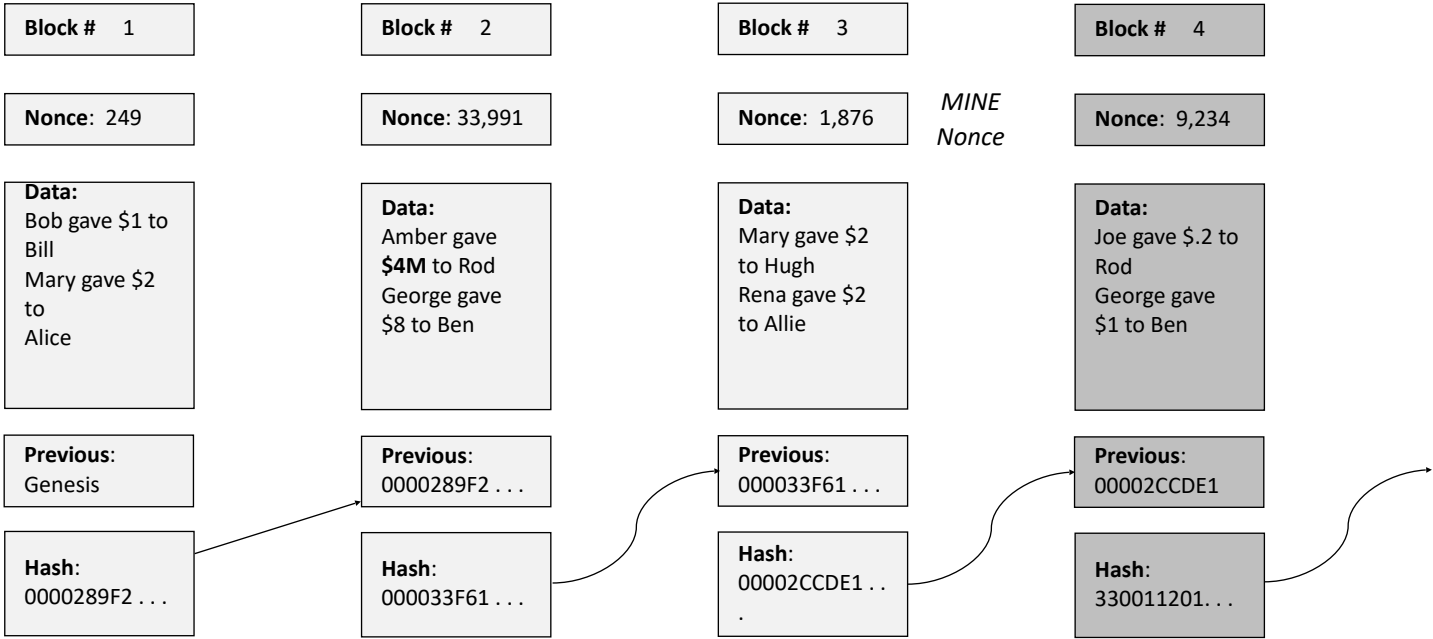 Block # 1
Nonce: 249
Data:
Bob gave $1 to
Bill
Mary gave $2
to
Alice
Previous:
Genesis
Hash:
0000289F2 . . .
Block # 2
Nonce: 33,991
Data:
Amber gave
$4M to Rod
George gave
$8 to Ben
Previous:
0000289F2 . . .
Hash:
000033F61 . . .
Block # 3
Nonce: 1,876
Data:
Mary gave $2
to Hugh
Rena gave $2
to Allie
Previous:
000033F61 . . .
Hash:
00002CCDE1 . .
.
MINE
Nonce
Block # 4
Nonce: 9,234
Data:
Joe gave $.2 to
Rod
George gave
$1 to Ben
Previous:
00002CCDE1
Hash:
330011201. . .